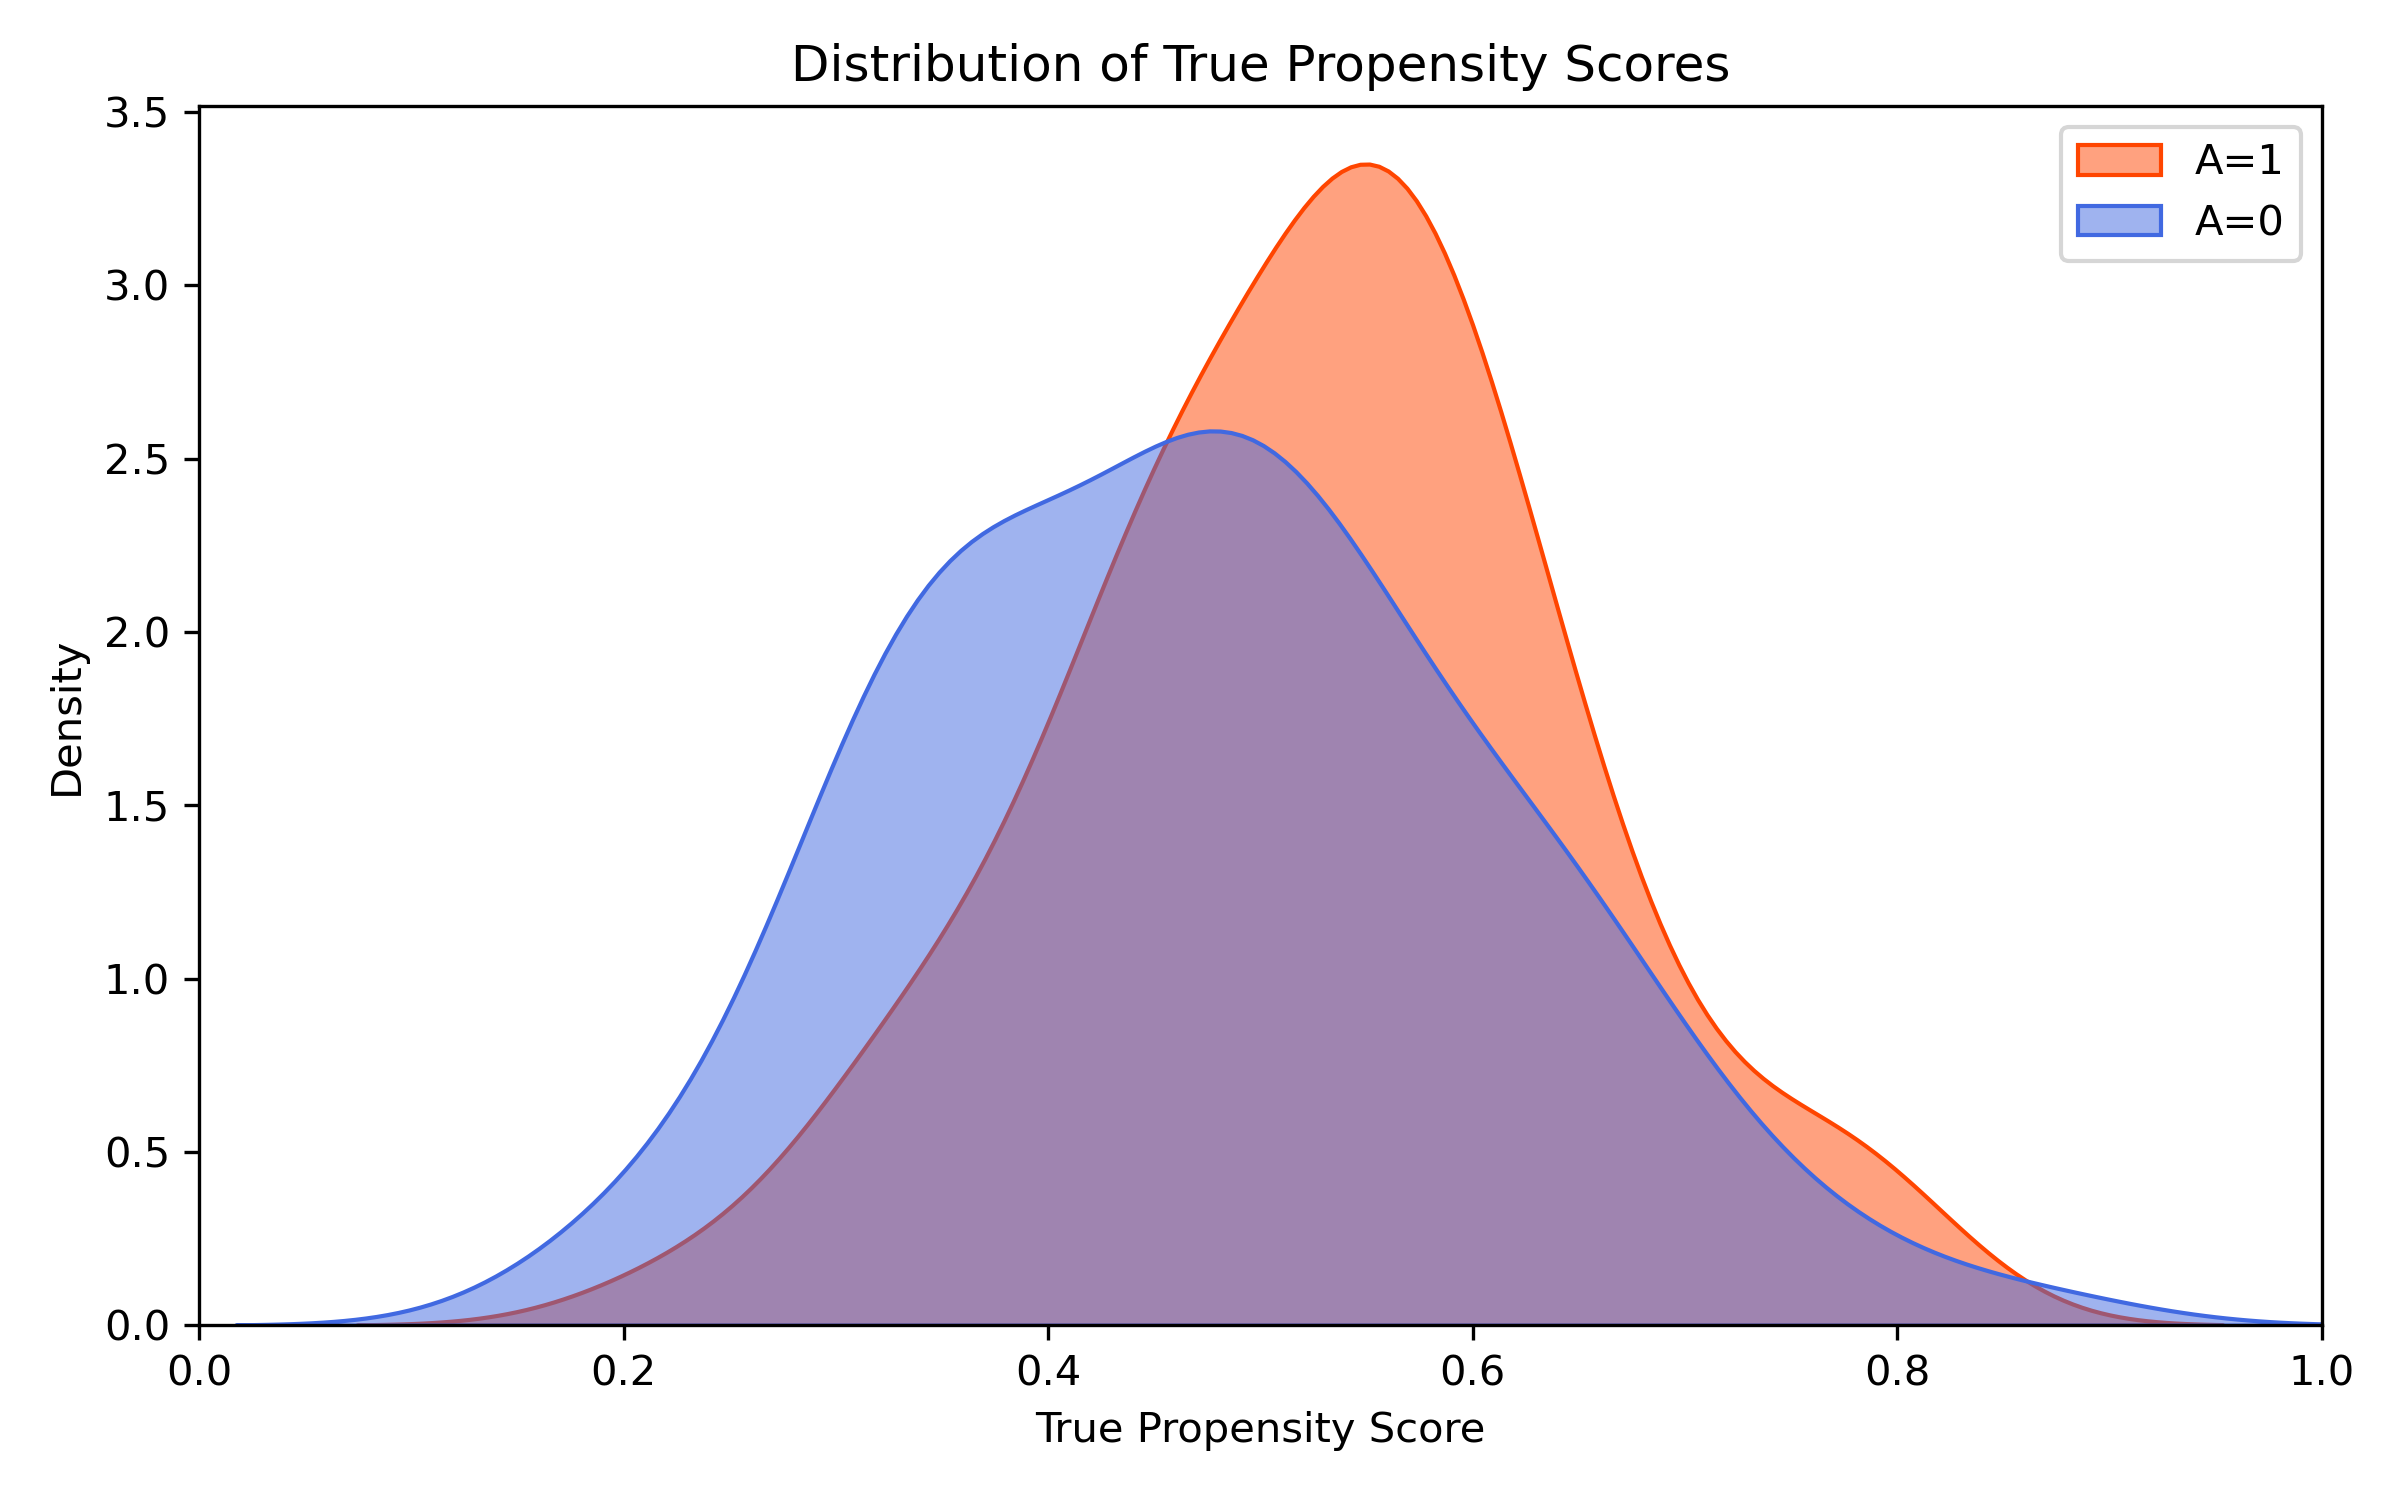 Distribution of True Propensity Scores
A=1
A=0
Density
3.5
3.0
2.5
2.0
1.5
1.0
0.5
0.0
0.0 0.2 0.4 0.6 0.8 1.0
True Propensity Score